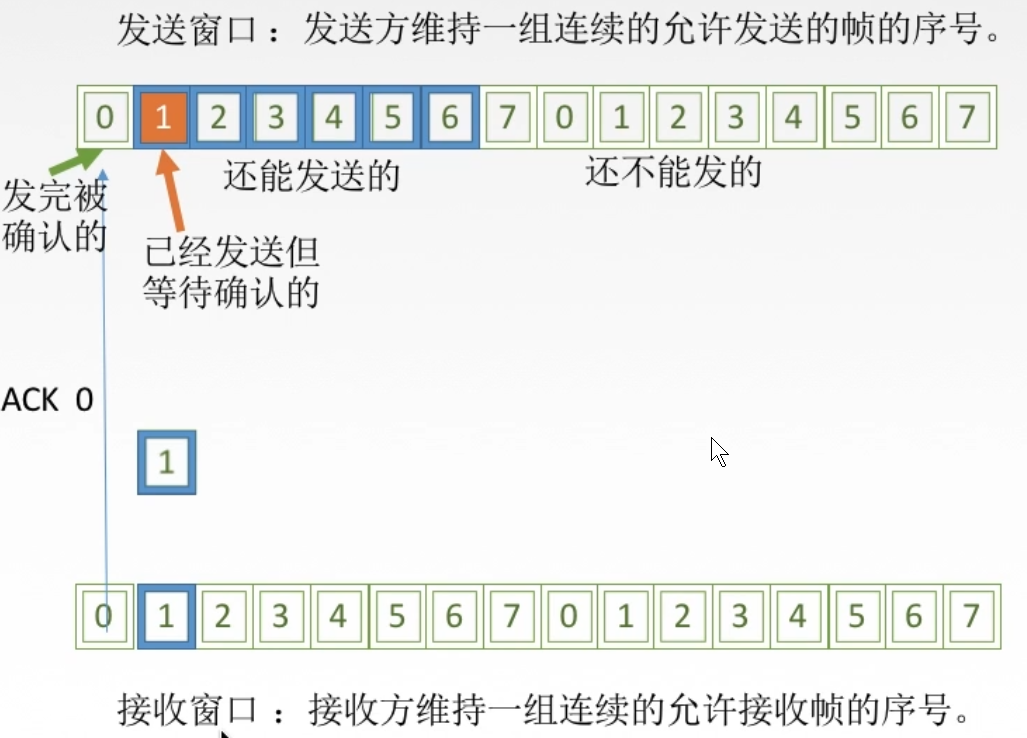 发送窗口：发送方维持一组连续的允许发送的帧的序号。
0 1 2 3 4 5 6 7 0 1 2 3 4 5 6 7
还能发送的 还不能发的
发完被
确认的
已经发送但
等待确认的
ACK 0
1
0 1 2 3 4 5 6 7 0 1 2 3 4 5 6 7
接收窗口：接收方维持一组连续的允许接收帧的序号。